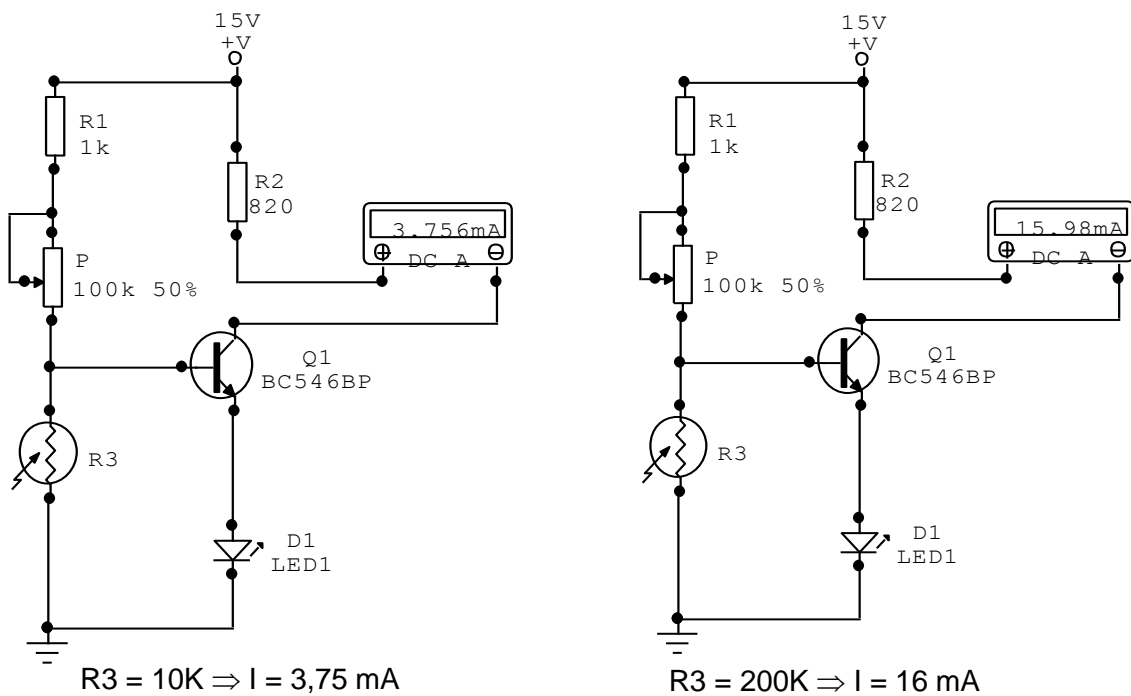 15V
+V
R1
1k
R2
820
3.756mA
DC A
P
100k 50%
Q1
BC546BP
R3
D1
LED1
R3 = 10K ⇒ I = 3,75 mA
15V
+V
R1
1k
R2
820
15.98mA
DC A
P
100k 50%
Q1
BC546BP
R3
D1
LED1
R3 = 200K ⇒ I = 16 mA